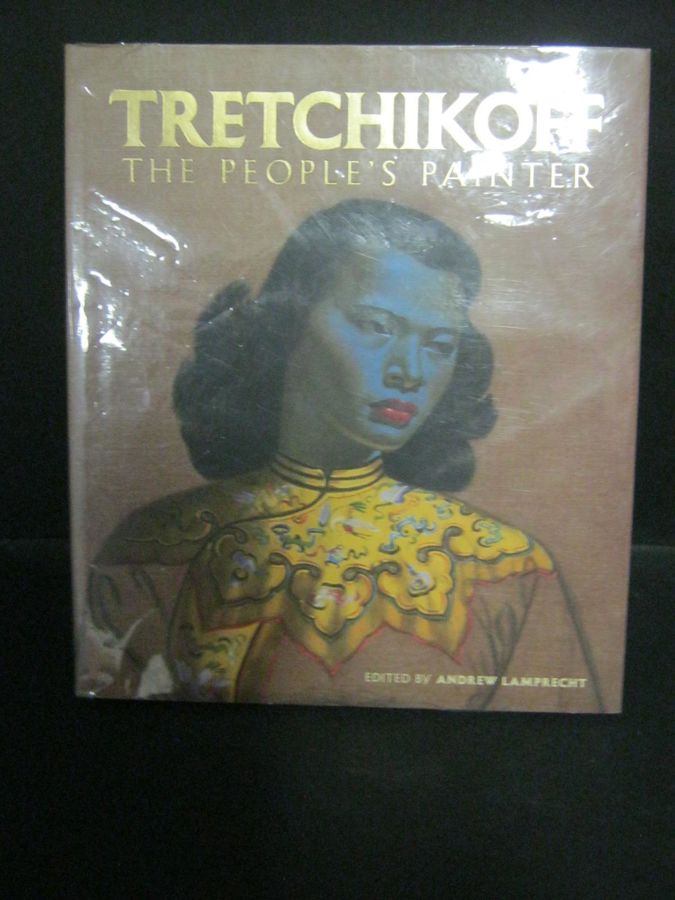 TRETCHIKOFF
THE PEOPLE'S PAINTER
EDITED BY ANDREW LAMPRECHT